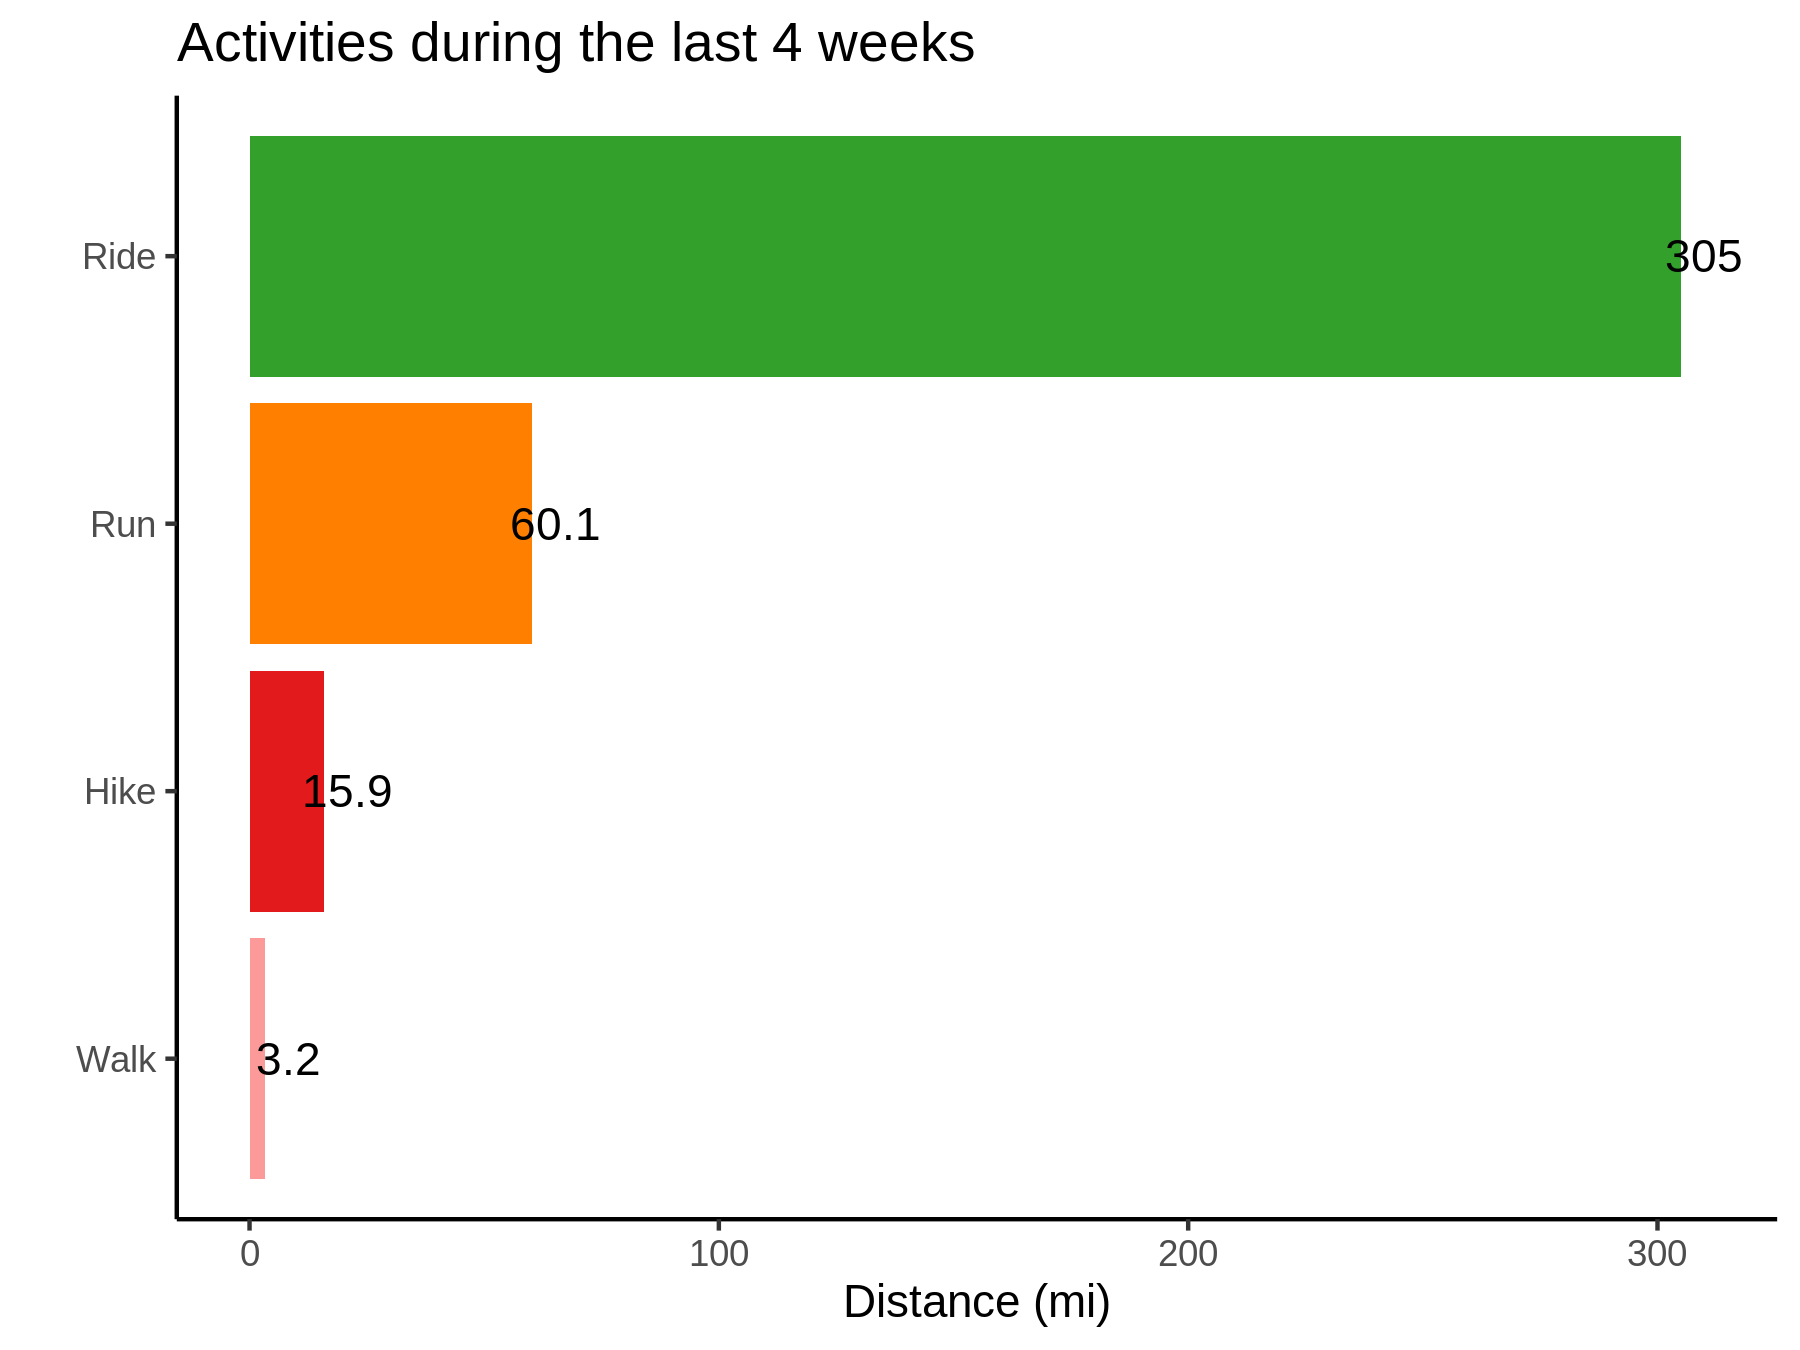 Activities during the last 4 weeks
Ride
305
Run
60.1
Hike
15.9
Walk
3.2
0 100 200 300
Distance (mi)